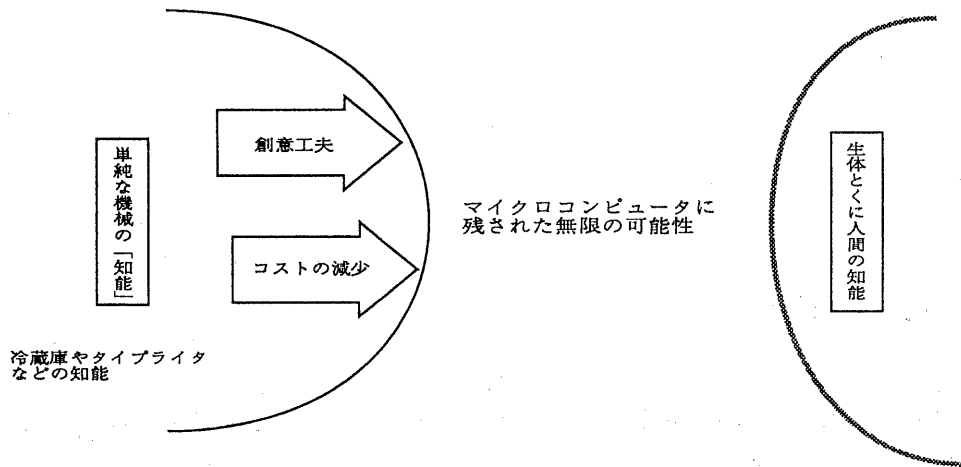 単純な機械の「知能」
創意工夫
コストの減少
冷蔵庫やタイプライタ
などの知能
マイクロコンピュータに
残された無限の可能性
生体とくに人間の知能